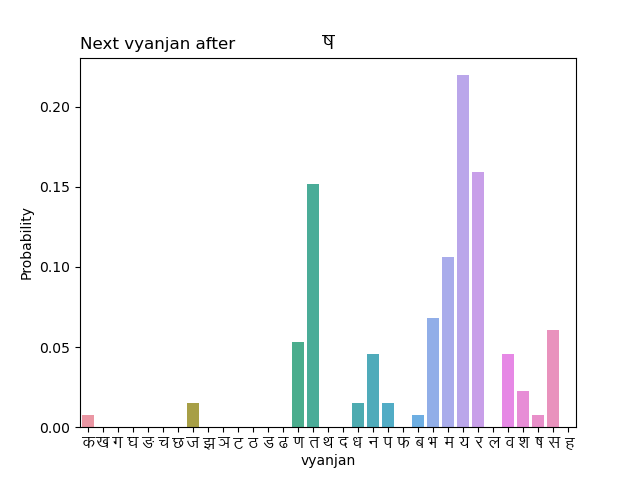 Next vyanjan after ष
Probability
0.20
0.15
0.10
0.05
0.00
क ख ग घ ङ च छ ज झ ञ ट ठ ड ढ ण त थ द ध न प फ ब भ म य र ल व श ष स ह
vyanjan